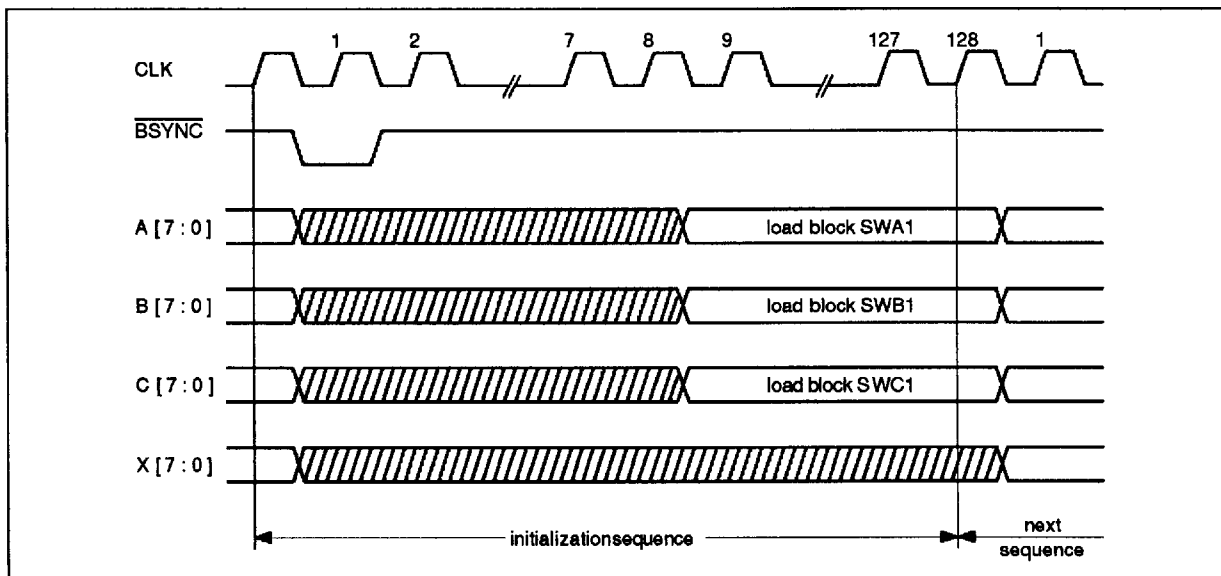 1 2 7 8 9 127 128 1
CLK
BSYNC
A [ 7 : 0 ] load block SWA1
B [ 7 : 0 ] load block SWB1
C [ 7 : 0 ] load block SWC1
X [ 7 : 0 ]
initializationsequence
next
sequence